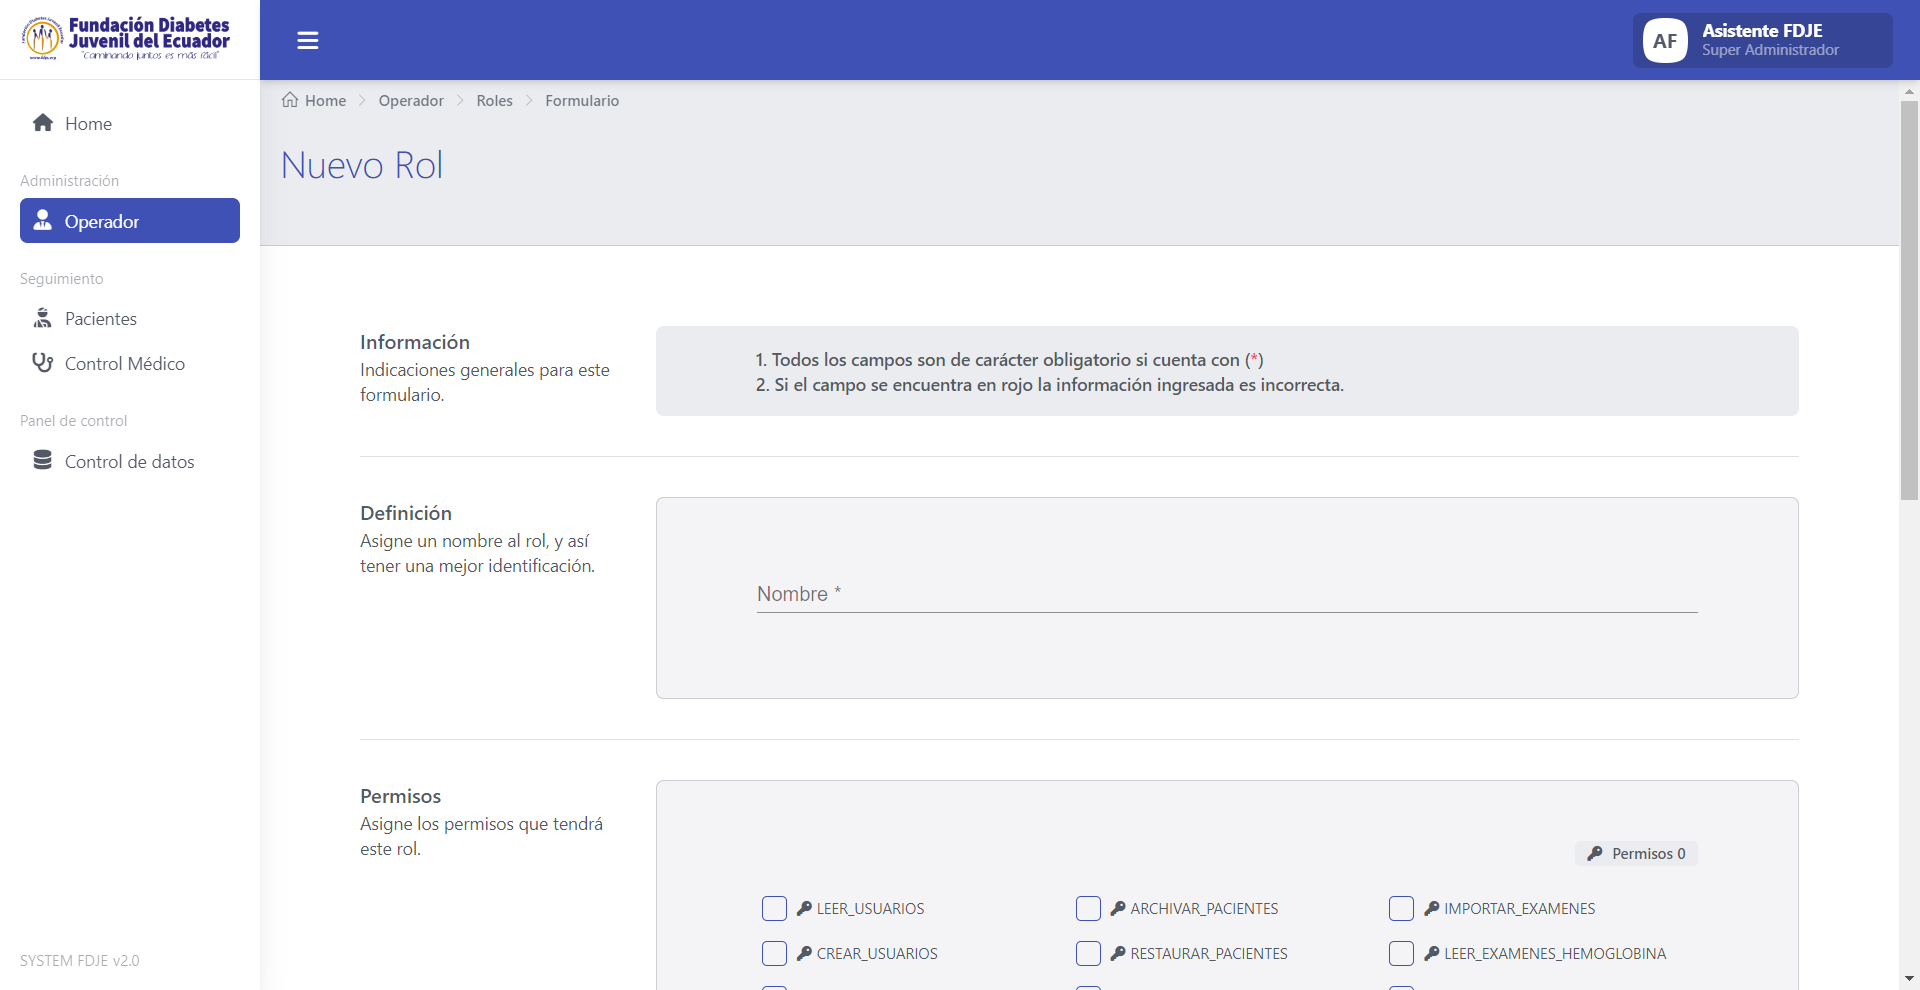 Fundación Diabetes
Juvenil del Ecuador
"Caminando juntos es más fácil"
www.fdje.org
Home
Administración
Operador
Seguimiento
Pacientes
Control Médico
Panel de control
Control de datos
SYSTEM FDJE v2.0
AF
Asistente FDJE
Super Administrador
Home
Operador
Roles
Formulario
Nuevo Rol
Información
Indicaciones generales para este
formulario.
1. Todos los campos son de carácter obligatorio si cuenta con (*)
2. Si el campo se encuentra en rojo la información ingresada es incorrecta.
Definición
Asigne un nombre al rol, y así
tener una mejor identificación.
Nombre *
Permisos
Asigne los permisos que tendrá
este rol.
Permisos 0
LEER_USUARIOS
ARCHIVAR_PACIENTES
IMPORTAR_EXAMENES
CREAR_USUARIOS
RESTAURAR_PACIENTES
LEER_EXAMENES_HEMOGLOBINA